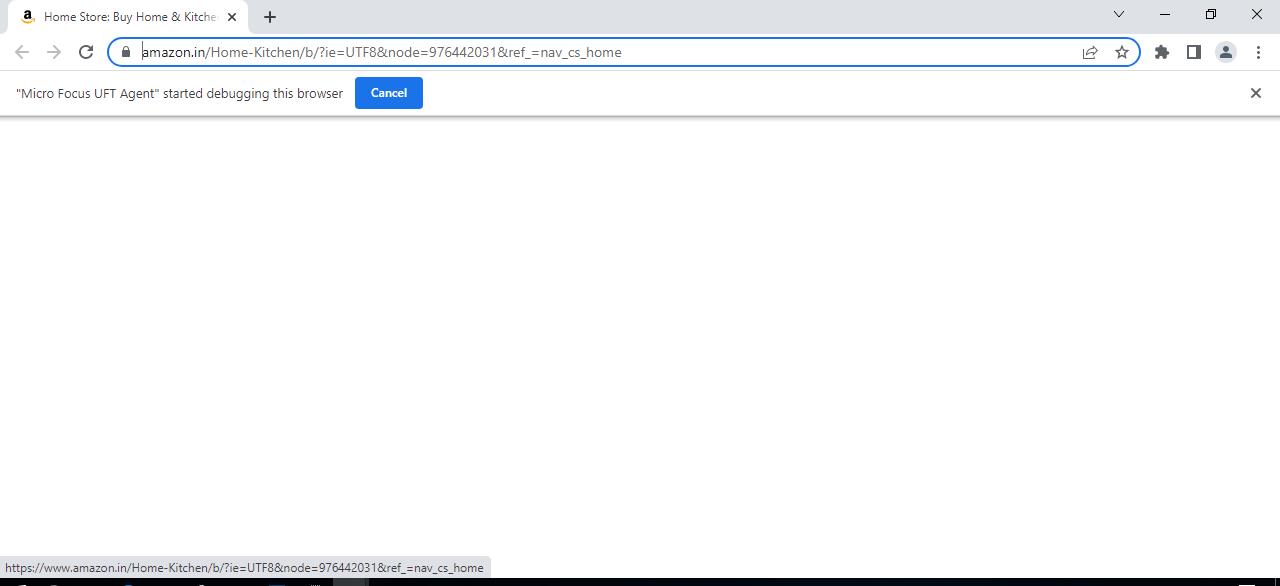 Home Store: Buy Home & Kitche
amazon.in/Home-Kitchen/b/?ie=UTF8&node=976442031&ref_=nav_cs_home
"Micro Focus UFT Agent" started debugging this browser Cancel
https://www.amazon.in/Home-Kitchen/b/?ie=UTF8&node=976442031&ref_=nav_cs_home